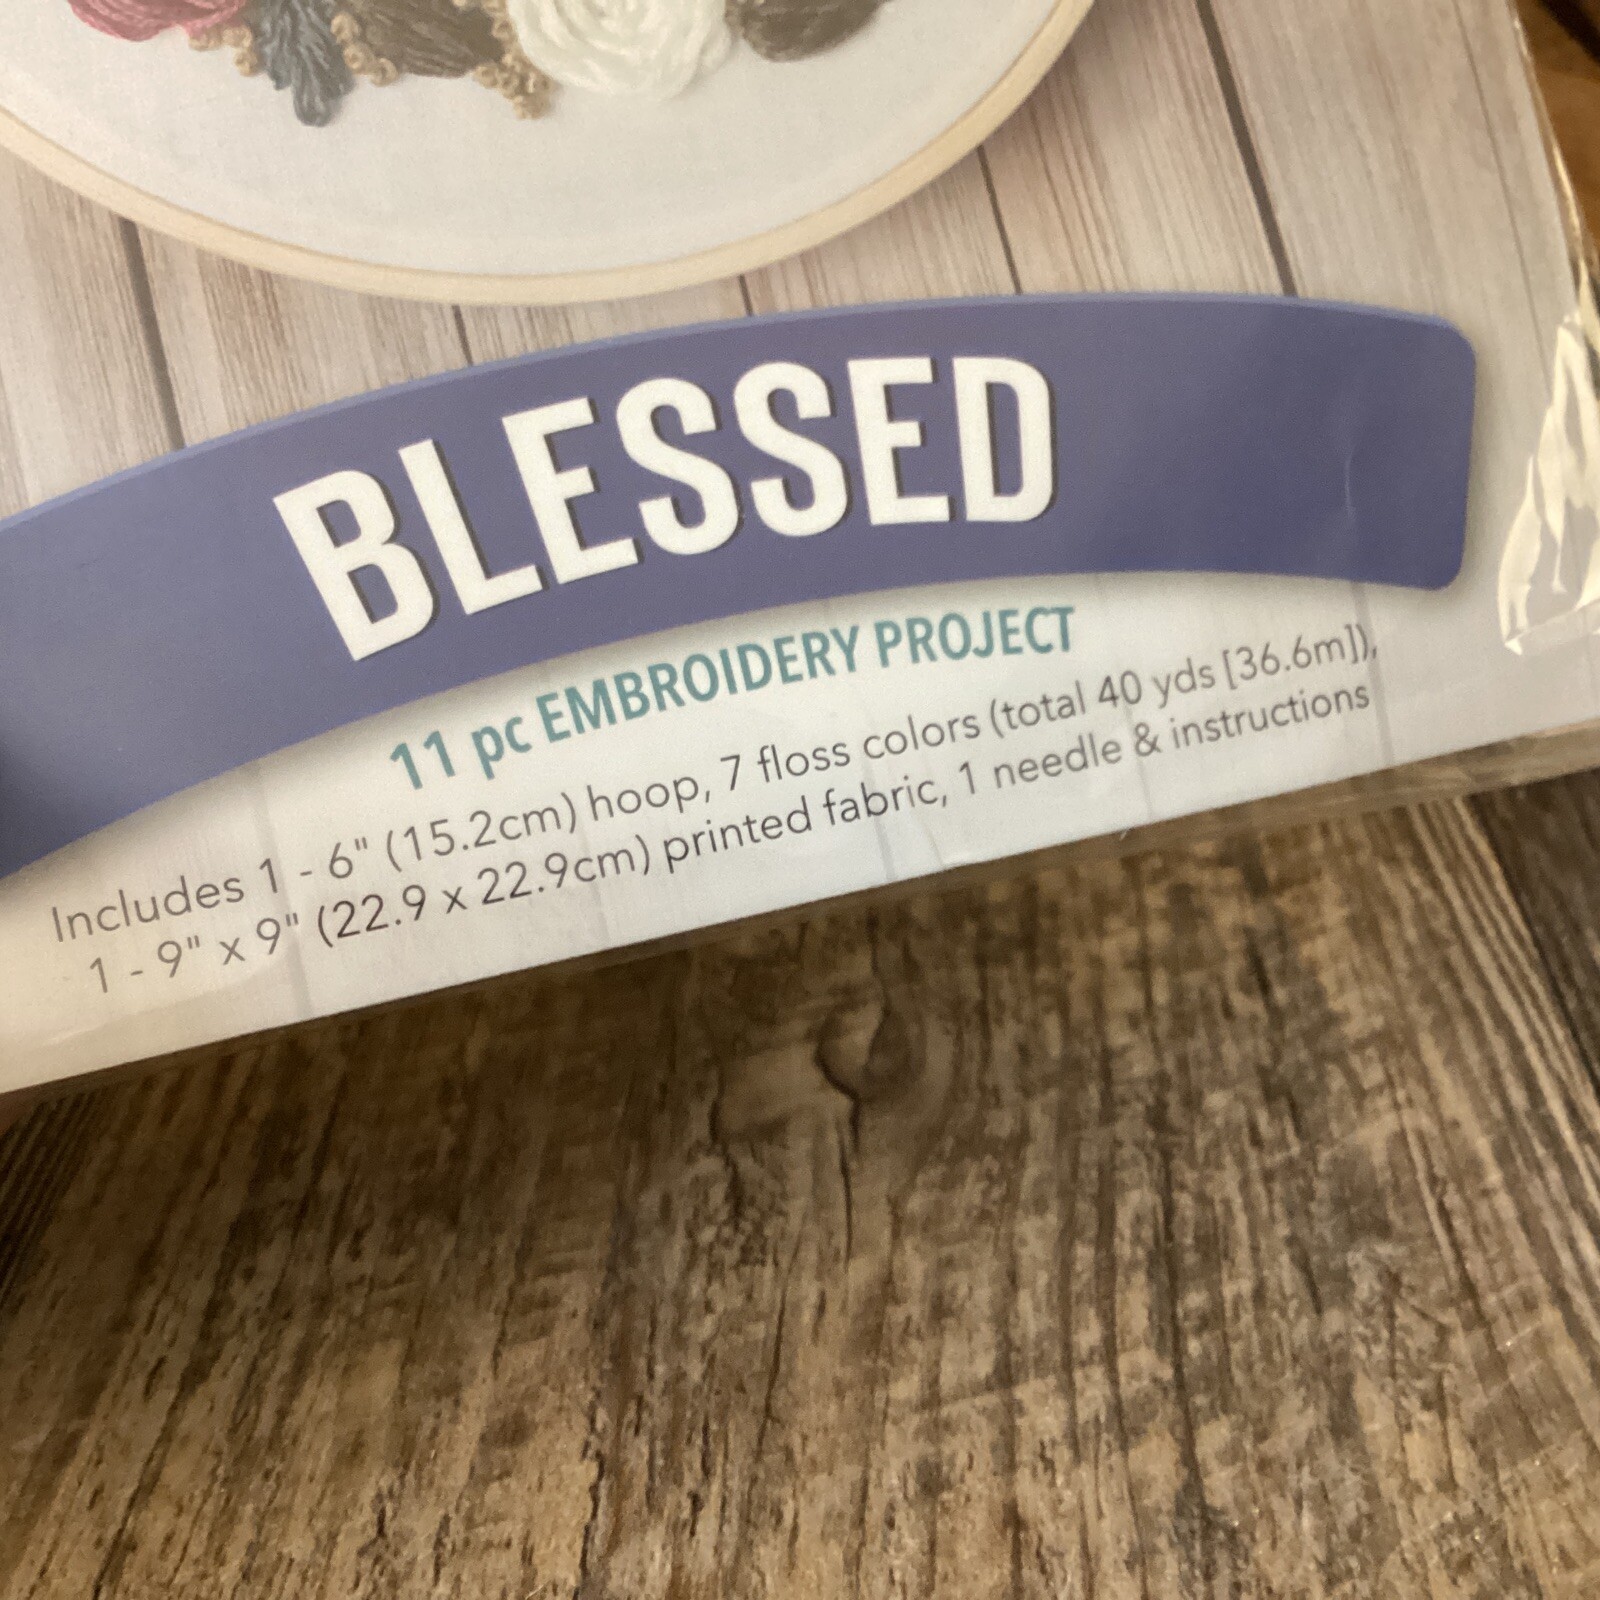 BLESSED
11 pc EMBROIDERY PROJECT
Includes 1 - 6" (15.2cm) hoop, 7 floss colors (total 40 yds [36.6m]),
1 - 9" x 9" (22.9 x 22.9cm) printed fabric, 1 needle & instructions